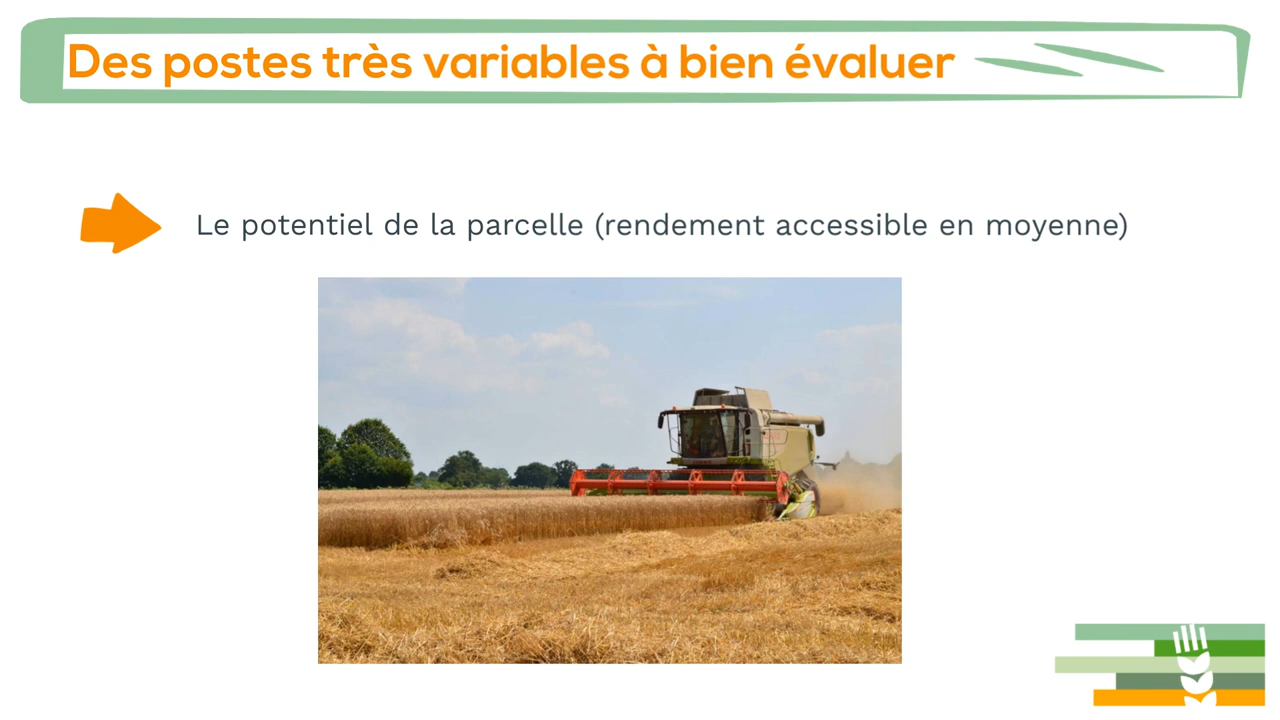 Des postes très variables à bien évaluer
Le potentiel de la parcelle (rendement accessible en moyenne)